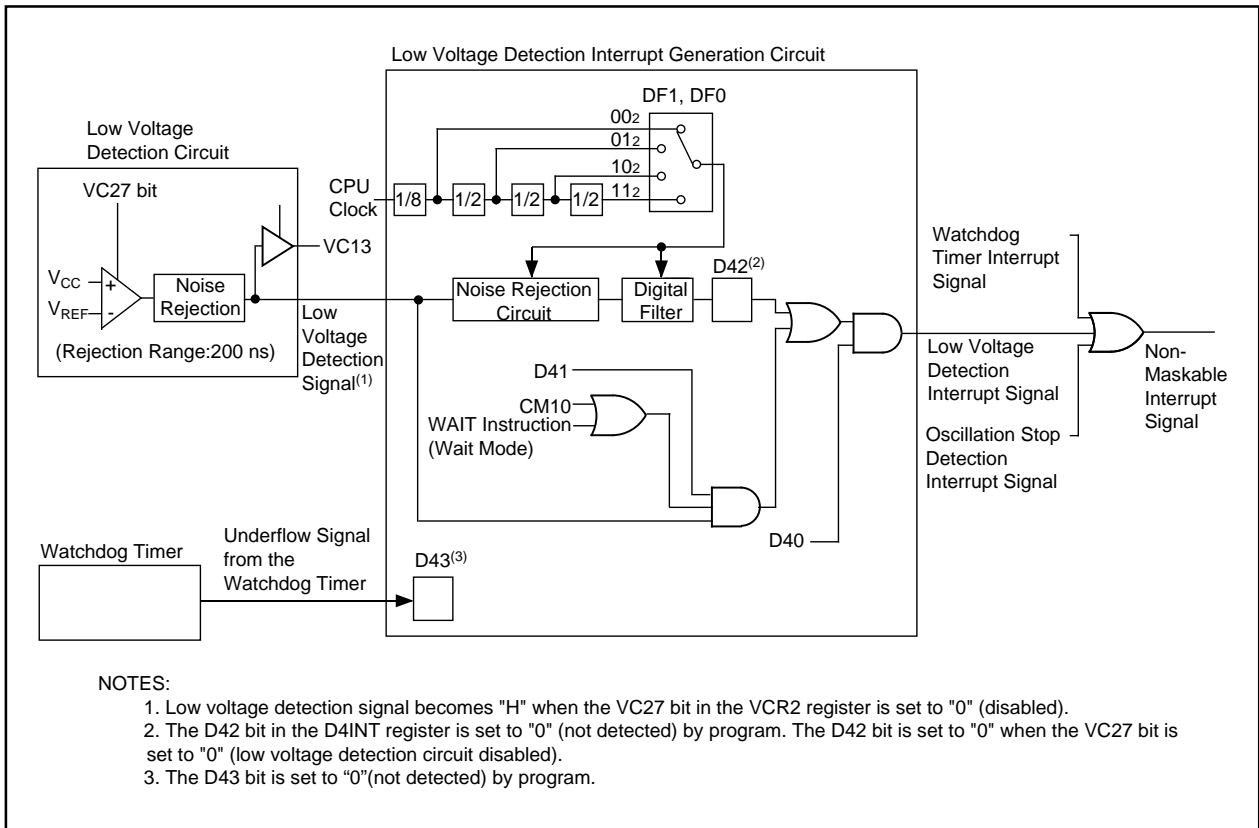 Low Voltage Detection Interrupt Generation Circuit
DF1, DF0
00₂
01₂
10₂
11₂
Low Voltage
Detection Circuit
VC27 bit
CPU
Clock
1/8
1/2
1/2
1/2
VC13
V_CC
V_REF
+
-
Noise
Rejection
(Rejection Range:200 ns)
Low
Voltage
Detection
Signal(1)
Noise Rejection
Circuit
Digital
Filter
D42(2)
D41
CM10
WAIT Instruction
(Wait Mode)
D40
Watchdog
Timer Interrupt
Signal
Low Voltage
Detection
Interrupt Signal
Oscillation Stop
Detection
Interrupt Signal
Non-
Maskable
Interrupt
Signal
Watchdog Timer
Underflow Signal
from the
Watchdog Timer
D43(3)
NOTES:
1. Low voltage detection signal becomes "H" when the VC27 bit in the VCR2 register is set to "0" (disabled).
2. The D42 bit in the D4INT register is set to "0" (not detected) by program. The D42 bit is set to "0" when the VC27 bit is
set to "0" (low voltage detection circuit disabled).
3. The D43 bit is set to “0”(not detected) by program.